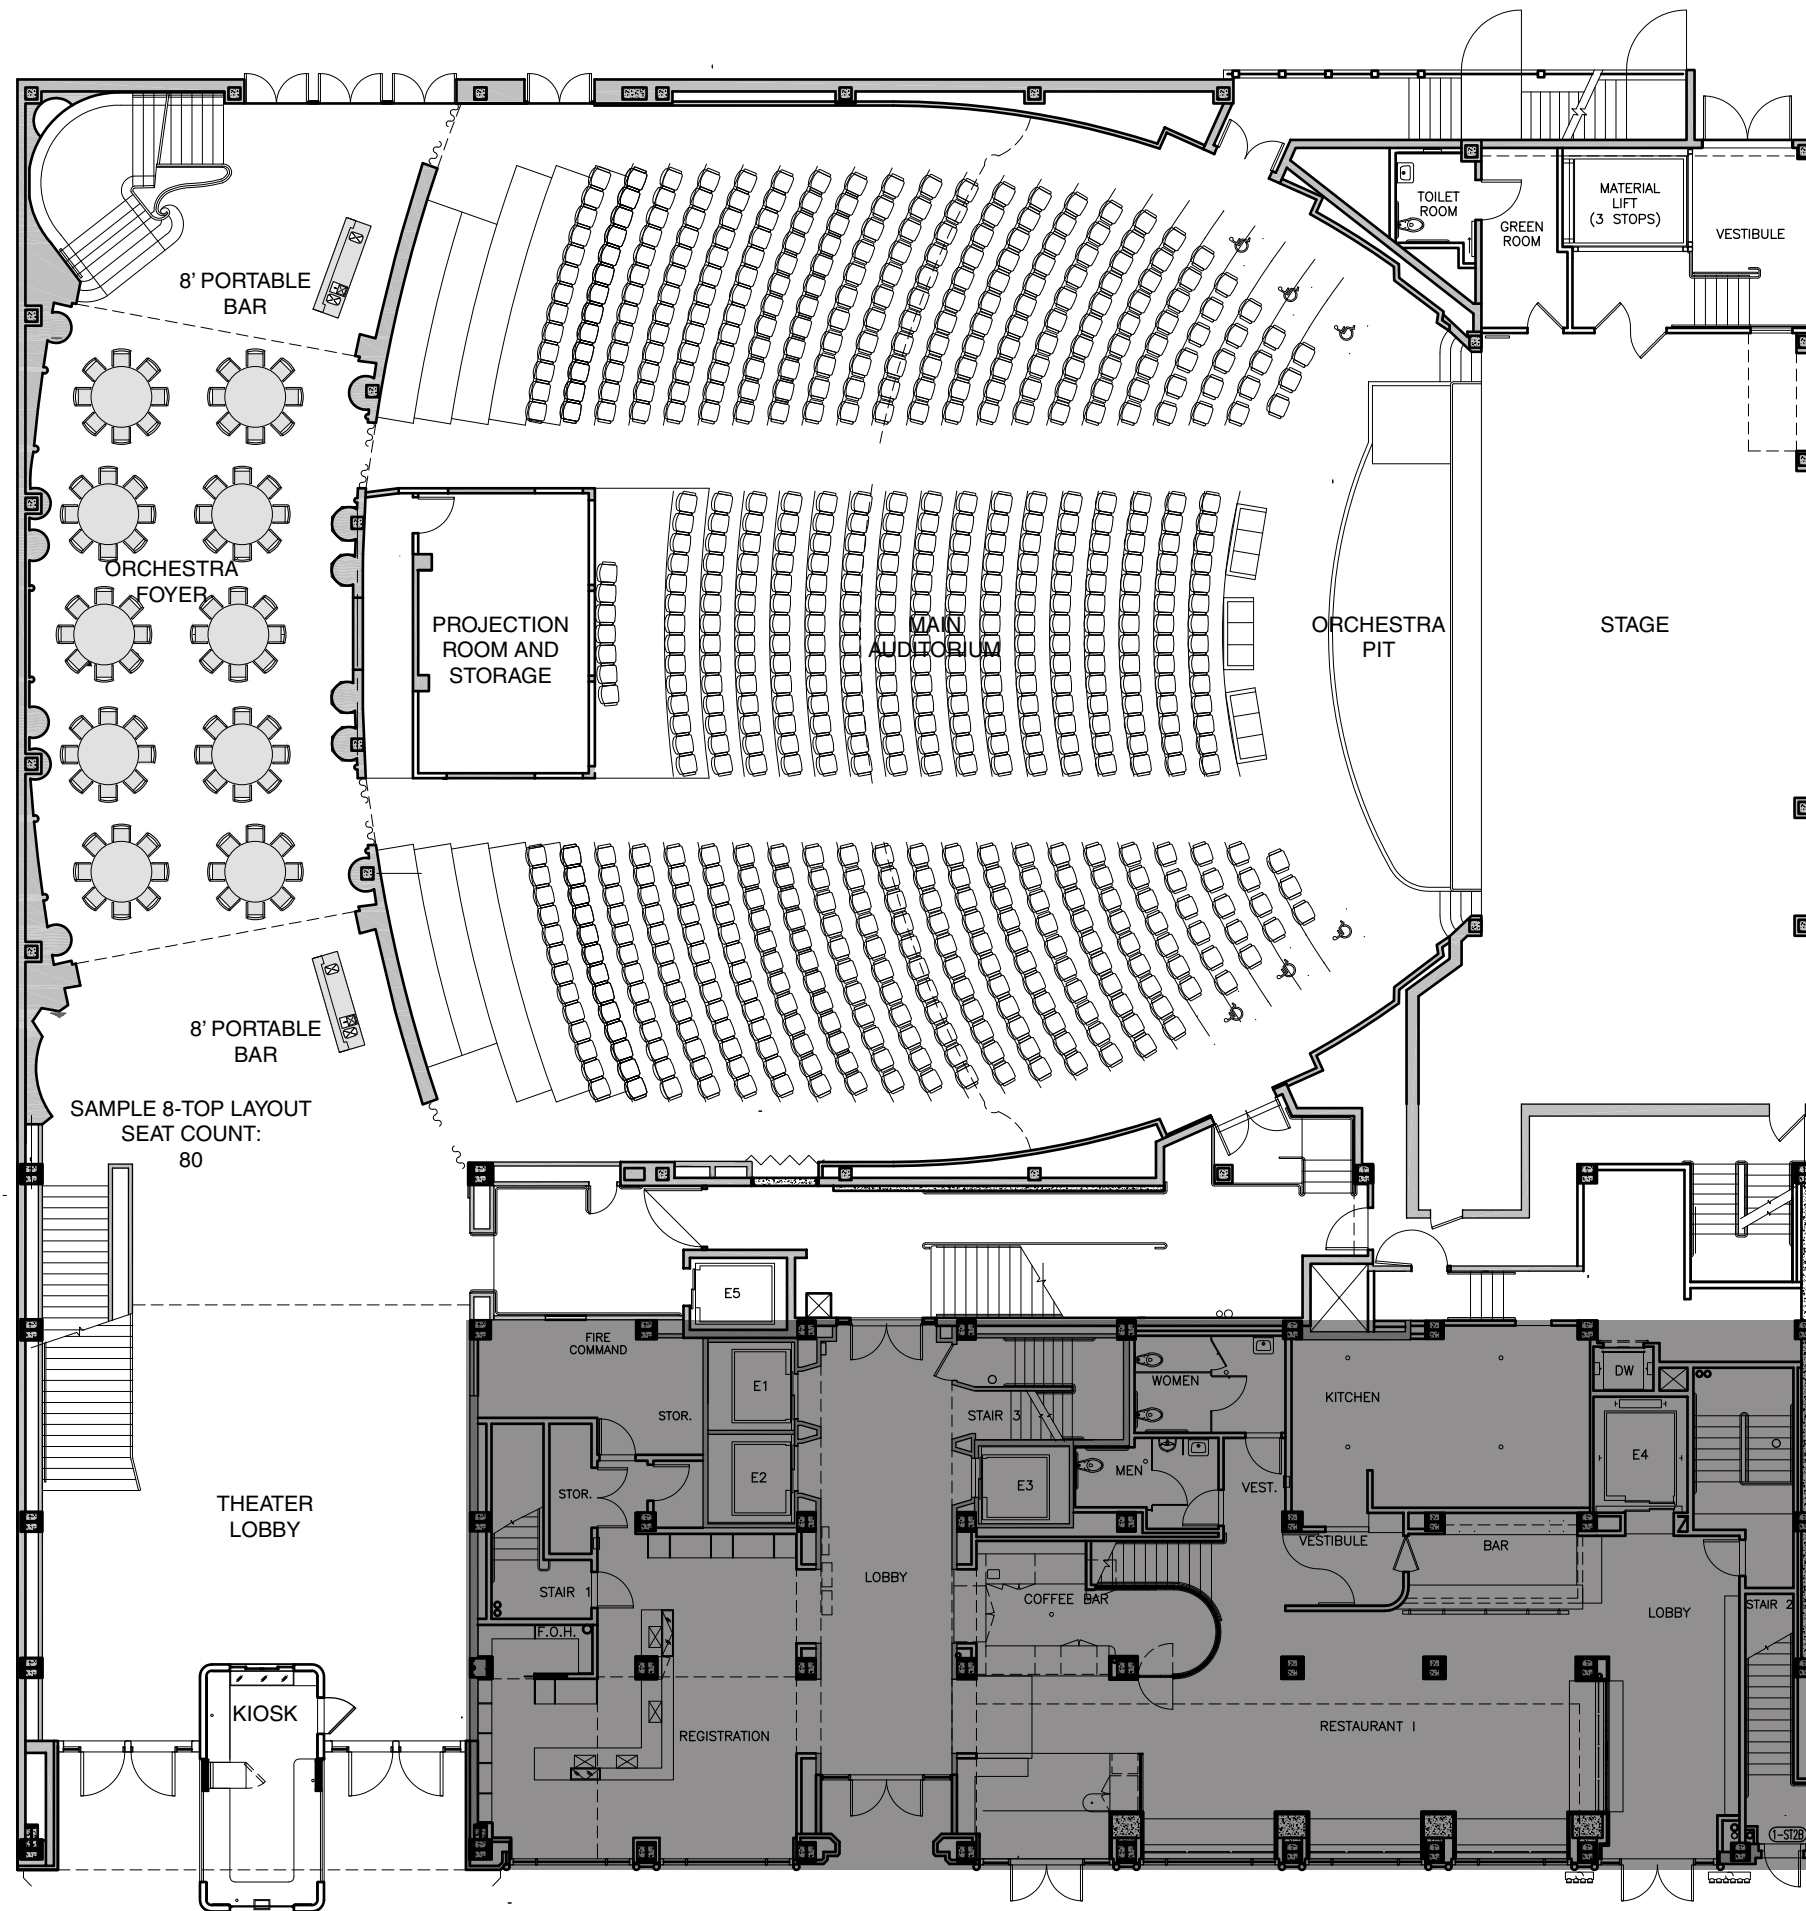 TOILET
ROOM
GREEN
ROOM
MATERIAL
LIFT
(3 STOPS)
VESTIBULE
8' PORTABLE
BAR
ORCHESTRA
FOYER
PROJECTION
ROOM AND
STORAGE
MAIN
AUDITORIUM
ORCHESTRA
PIT
STAGE
8' PORTABLE
BAR
SAMPLE 8-TOP LAYOUT
SEAT COUNT:
80
E5
FIRE
COMMAND
E1
STOR.
STAIR 3
WOMEN
KITCHEN
DW
E2
STOR.
E3
MEN
VEST.
E4
THEATER
LOBBY
VESTIBULE
BAR
STAIR 1
LOBBY
COFFEE BAR
LOBBY
STAIR 2
F.O.H.
KIOSK
REGISTRATION
RESTAURANT I
1-ST2B